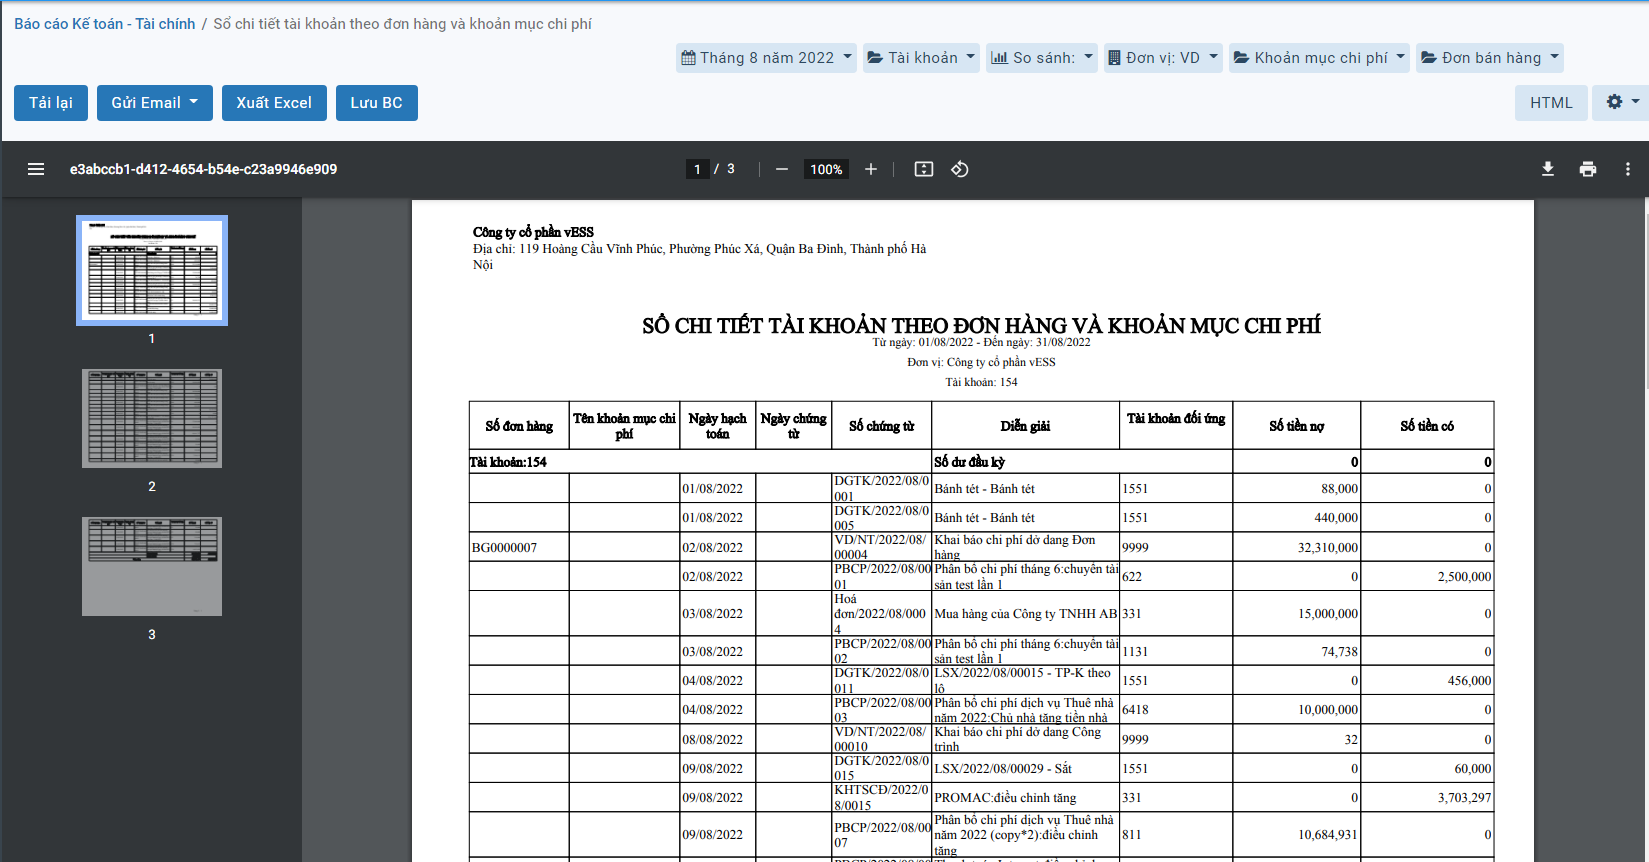 Báo cáo Kế toán - Tài chính / Sổ chi tiết tài khoản theo đơn hàng và khoản mục chi phí
Tháng 8 năm 2022 Tài khoản So sánh: Đơn vị: VD Khoản mục chi phí Đơn bán hàng
Tải lại Gửi Email Xuất Excel Lưu BC HTML
e3abccb1-d412-4654-b54e-c23a9946e909 1 / 3 100%
1
2
3
Công ty cổ phần vESS
Địa chỉ: 119 Hoàng Cầu Vĩnh Phúc, Phường Phúc Xá, Quận Ba Đình, Thành phố Hà
Nội
SỔ CHI TIẾT TÀI KHOẢN THEO ĐƠN HÀNG VÀ KHOẢN MỤC CHI PHÍ
Từ ngày: 01/08/2022 - Đến ngày: 31/08/2022
Đơn vị: Công ty cổ phần vESS
Tài khoản: 154
Số đơn hàng Tên khoản mục chi phí Ngày hạch toán Ngày chứng từ Số chứng từ Diễn giải Tài khoản đối ứng Số tiền nợ Số tiền có
Tài khoản:154 Số dư đầu kỳ 0 0
01/08/2022 DGTK/2022/08/0001 Bánh tét - Bánh tét 1551 88,000 0
01/08/2022 DGTK/2022/08/0005 Bánh tét - Bánh tét 1551 440,000 0
BG0000007 02/08/2022 VD/NT/2022/08/00004 Khai báo chi phí dở dang Đơn hàng 9999 32,310,000 0
02/08/2022 PBCP/2022/08/0001 Phân bổ chi phí tháng 6:chuyển tài sản test lần 1 622 0 2,500,000
03/08/2022 Hoá đơn/2022/08/0004 Mua hàng của Công ty TNHH AB 331 15,000,000 0
03/08/2022 PBCP/2022/08/0002 Phân bổ chi phí tháng 6:chuyển tài sản test lần 1 1131 74,738 0
04/08/2022 DGTK/2022/08/0011 LSX/2022/08/00015 - TP-K theo lô 1551 0 456,000
04/08/2022 PBCP/2022/08/0003 Phân bổ chi phí dịch vụ Thuê nhà năm 2022:Chủ nhà tăng tiền nhà 6418 10,000,000 0
08/08/2022 VD/NT/2022/08/00010 Khai báo chi phí dở dang Công trình 9999 32 0
09/08/2022 DGTK/2022/08/0015 LSX/2022/08/00029 - Sắt 1551 0 60,000
09/08/2022 KHTSCĐ/2022/08/0015 PROMAC:điều chỉnh tăng 331 0 3,703,297
09/08/2022 PBCP/2022/08/0007 Phân bổ chi phí dịch vụ Thuê nhà năm 2022 (copy*2):điều chỉnh tăng 811 10,684,931 0